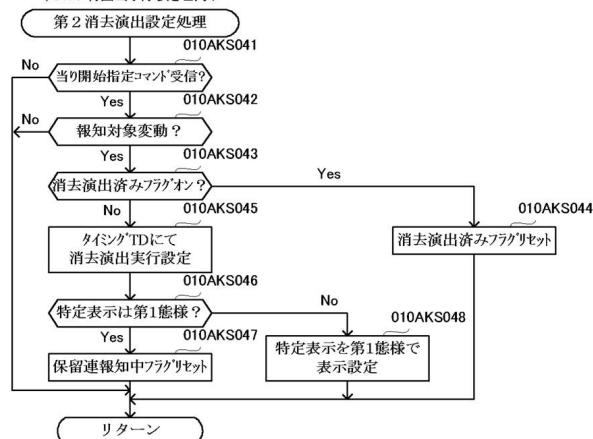 第２消去演出設定処理
010AKS041
No
当り開始指定コマンド受信?
Yes
010AKS042
No
報知対象変動？
Yes
010AKS043
消去演出済みフラグオン？
Yes
No
010AKS045
010AKS044
タイミングTDにて
消去演出実行設定
消去演出済みフラグリセット
010AKS046
特定表示は第1態様？
No
010AKS048
Yes
010AKS047
保留連報知中フラグリセット
特定表示を第1態様で
表示設定
リターン